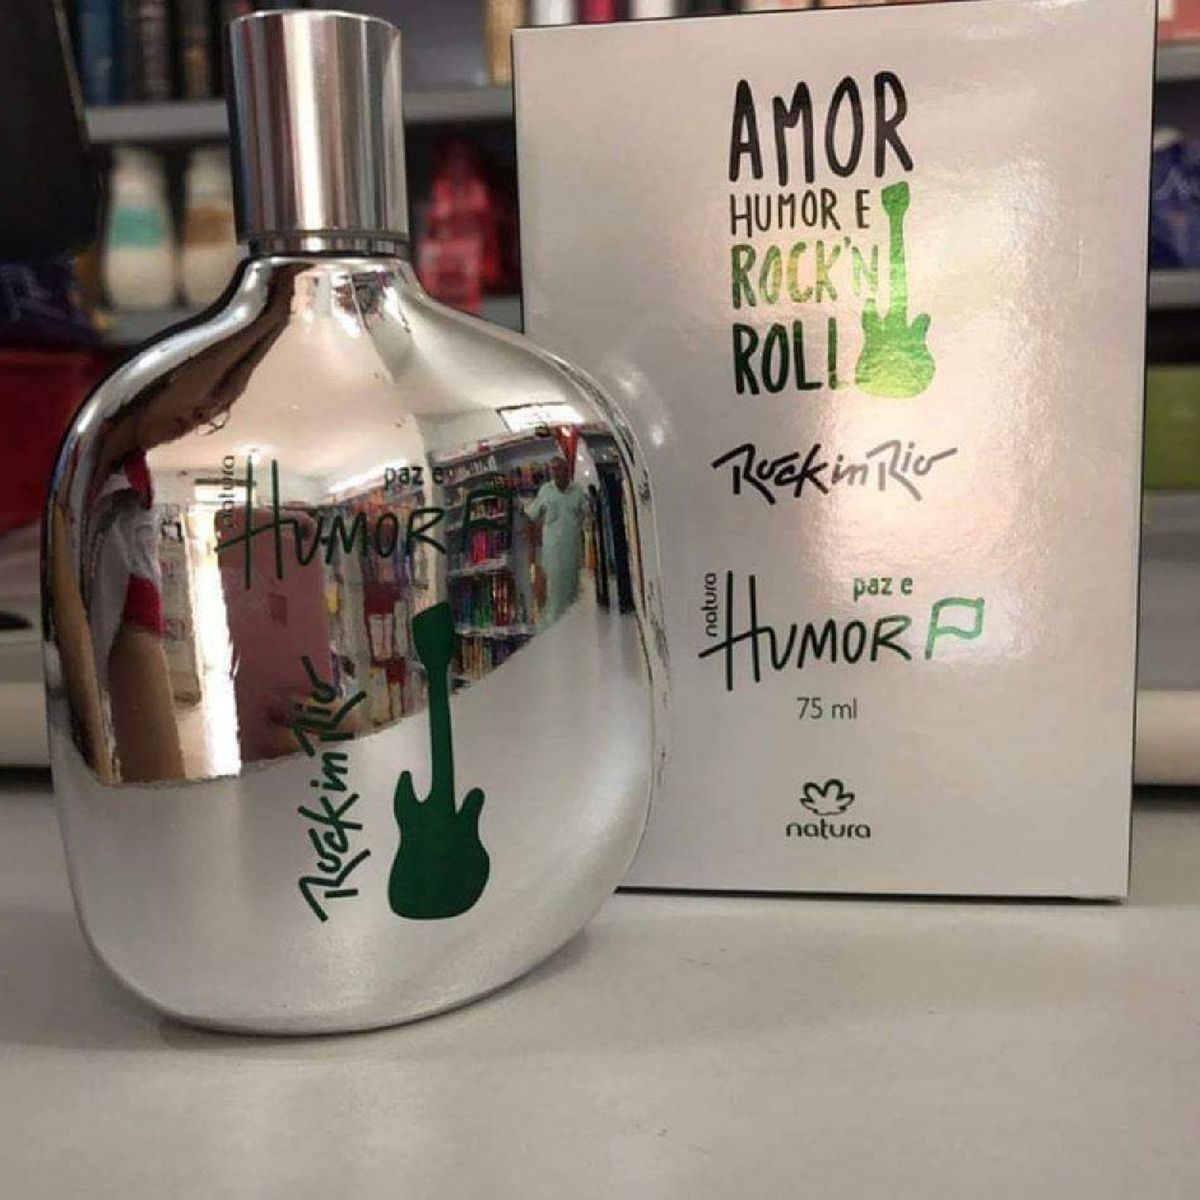 natura
paz e
HUMOR
Rock in Rio
AMOR
HUMOR E
ROCK'N
ROLL
Rock in Rio
natura
paz e
HUMOR
75 ml
natura